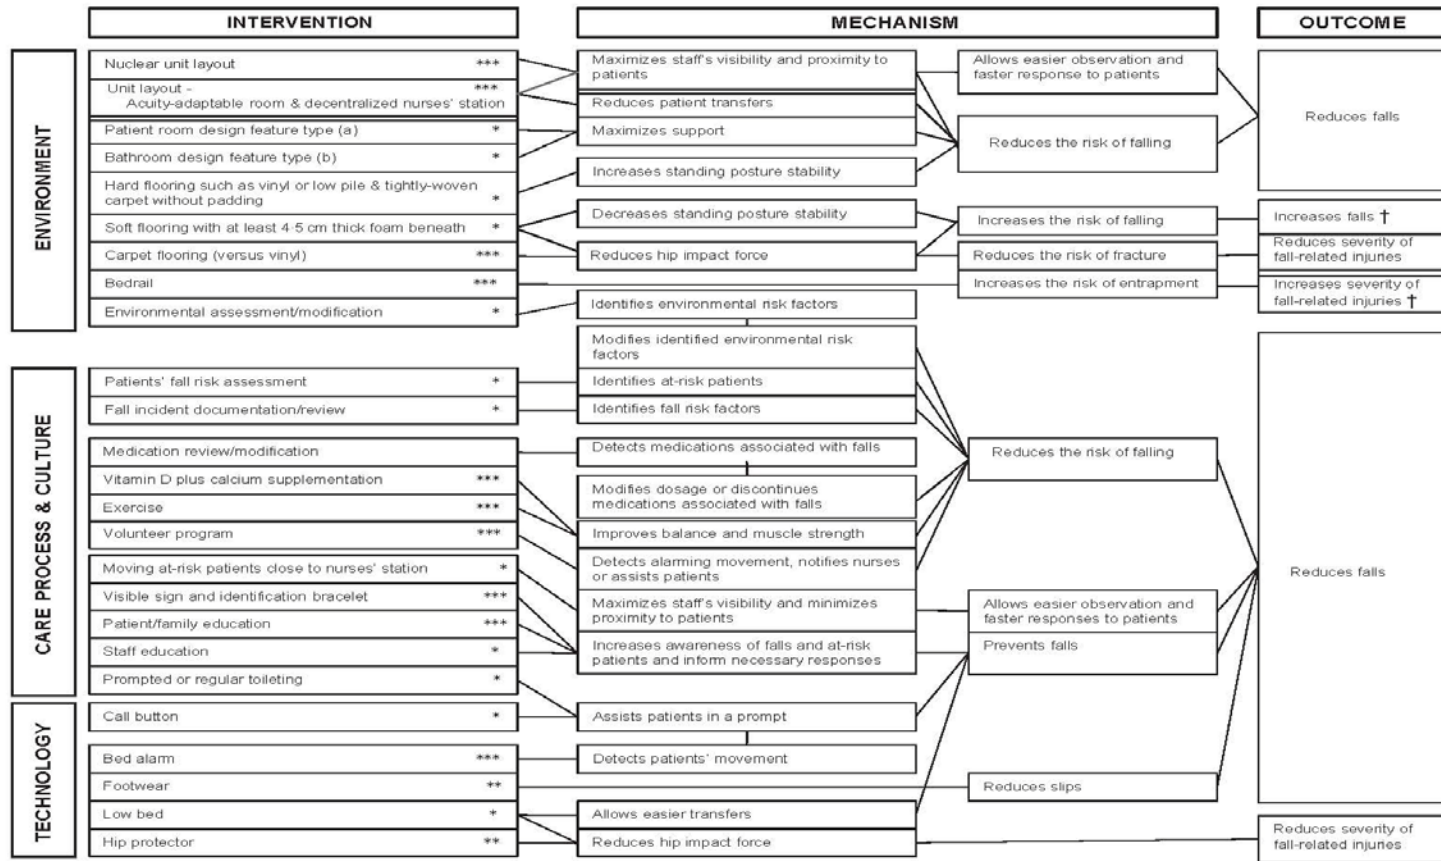 INTERVENTION
MECHANISM
OUTCOME
ENVIRONMENT
Nuclear unit layout ***
Unit layout - ***
Acuity-adaptable room & decentralized nurses' station
Patient room design feature type (a) *
Bathroom design feature type (b) *
Hard flooring such as vinyl or low pile & tightly-woven
carpet without padding *
Soft flooring with at least 4-5 cm thick foam beneath *
Carpet flooring (versus vinyl) ***
Bedrail ***
Environmental assessment/modification *
Maximizes staff's visibility and proximity to
patients
Reduces patient transfers
Maximizes support
Increases standing posture stability
Decreases standing posture stability
Reduces hip impact force
Identifies environmental risk factors
Modifies identified environmental risk
factors
Allows easier observation and
faster response to patients
Reduces the risk of falling
Increases the risk of falling
Reduces the risk of fracture
Increases the risk of entrapment
Reduces falls
Increases falls †
Reduces severity of
fall-related injuries
Increases severity of
fall-related injuries †
CARE PROCESS & CULTURE
Patients' fall risk assessment *
Fall incident documentation/review *
Medication review/modification
Vitamin D plus calcium supplementation ***
Exercise ***
Volunteer program ***
Moving at-risk patients close to nurses' station *
Visible sign and identification bracelet ***
Patient/family education ***
Staff education *
Prompted or regular toileting *
Identifies at-risk patients
Identifies fall risk factors
Detects medications associated with falls
Modifies dosage or discontinues
medications associated with falls
Improves balance and muscle strength
Detects alarming movement, notifies nurses
or assists patients
Maximizes staff's visibility and minimizes
proximity to patients
Increases awareness of falls and at-risk
patients and inform necessary responses
Reduces the risk of falling
Allows easier observation and
faster responses to patients
Prevents falls
Reduces falls
TECHNOLOGY
Call button *
Bed alarm ***
Footwear **
Low bed *
Hip protector **
Assists patients in a prompt
Detects patients' movement
Allows easier transfers
Reduces hip impact force
Reduces slips
Reduces severity of
fall-related injuries